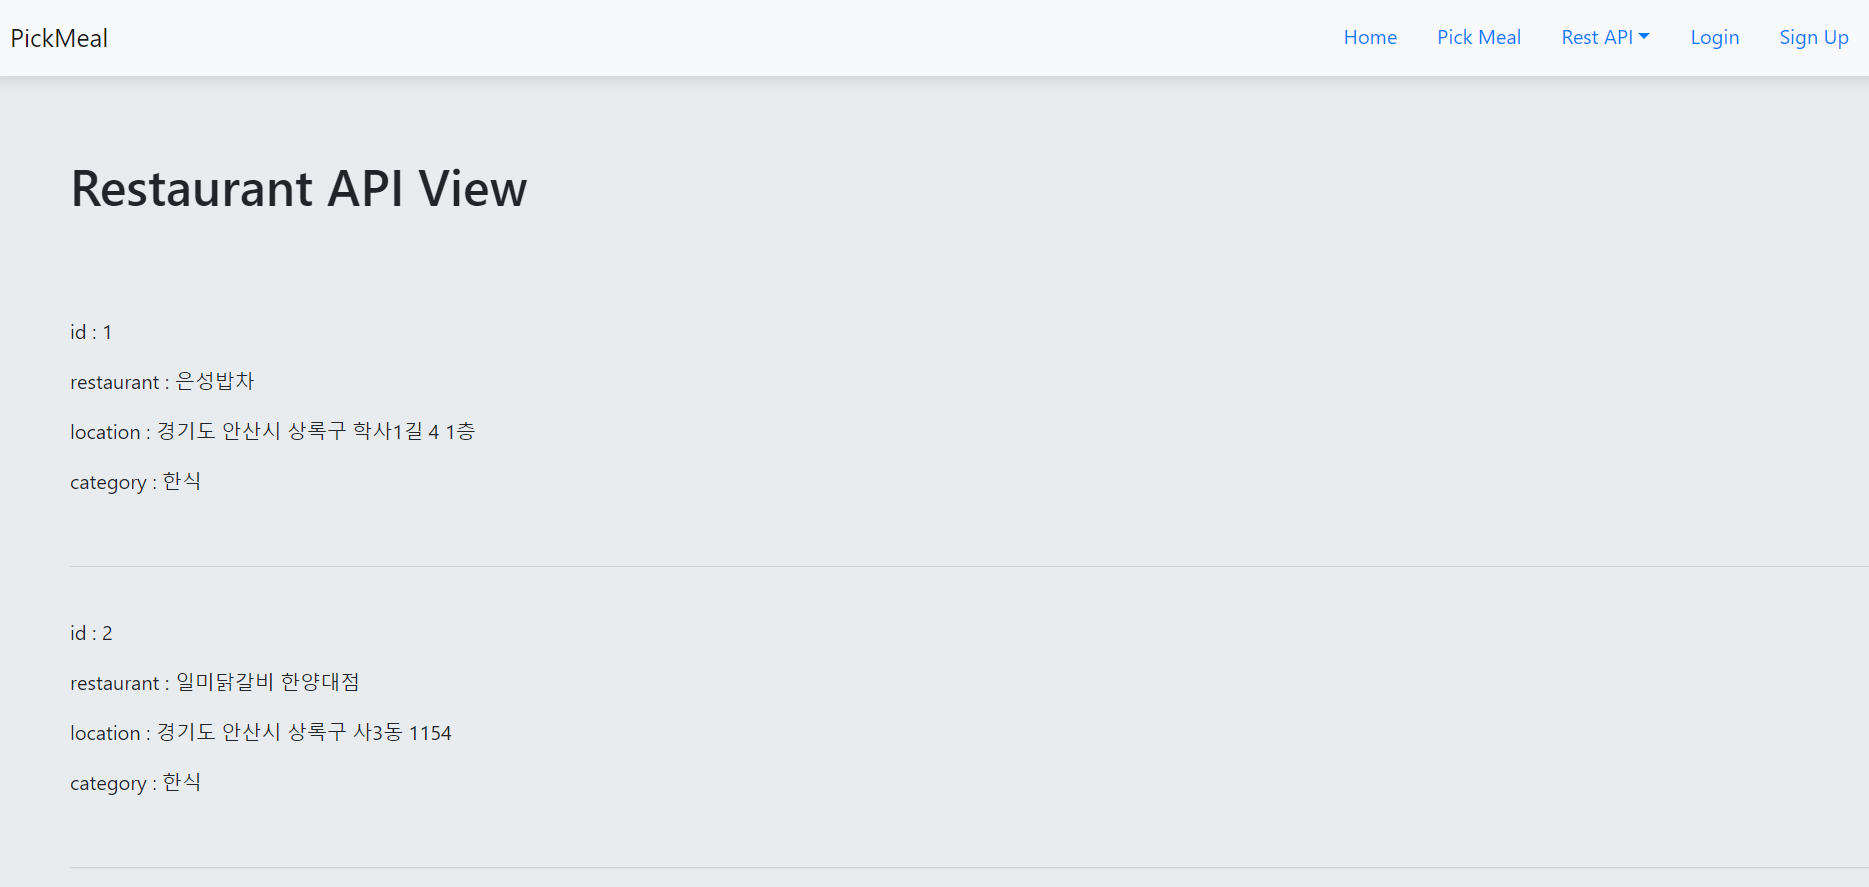 PickMeal
Home Pick Meal Rest API Login Sign Up
Restaurant API View
id : 1
restaurant : 은성밥차
location : 경기도 안산시 상록구 학사1길 4 1층
category : 한식
id : 2
restaurant : 일미닭갈비 한양대점
location : 경기도 안산시 상록구 사3동 1154
category : 한식